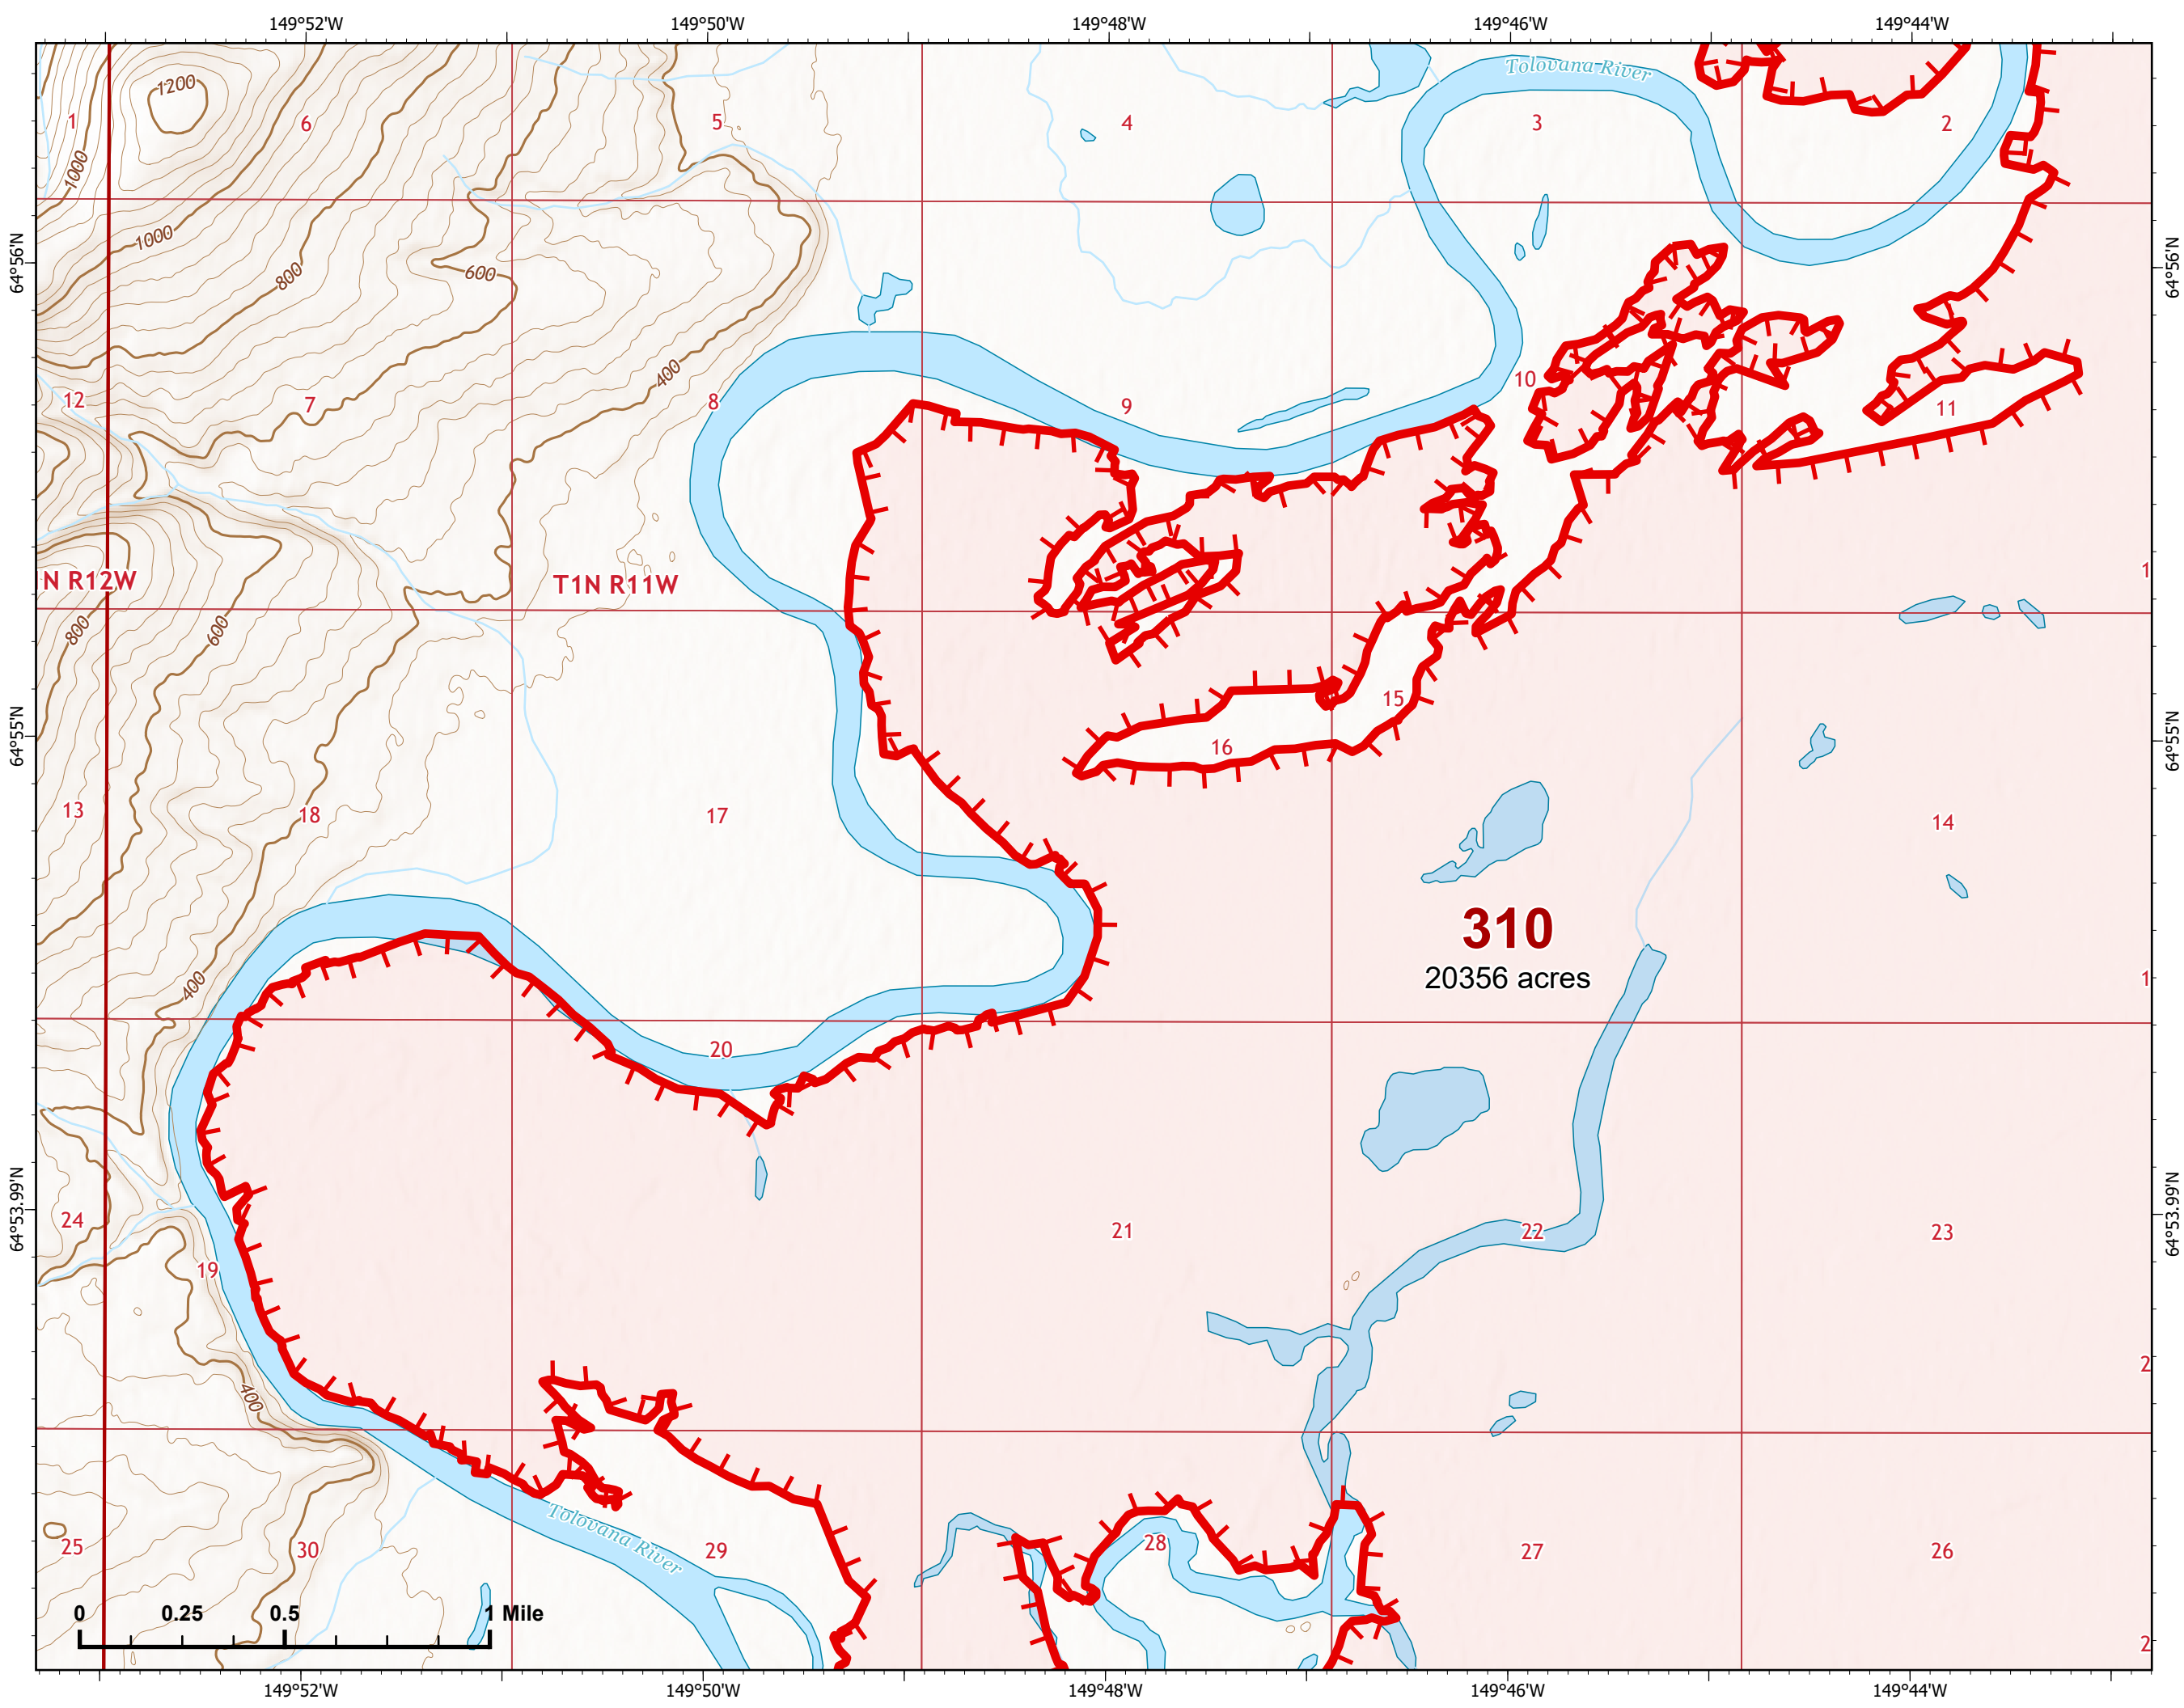 149°52'W 149°50'W 149°48'W 149°46'W 149°44'W
Tolovana River
1200
1 6 5 4 3 2
1000
1000
64°56'N 800 600 64°56'N
400
12 7 8 9 10 11
N R12W T1N R11W 1
800 600
15
64°55'N 16 64°55'N
13 18 17 14
310
20356 acres
400 1
20
64°53.99'N 24 21 22 23 64°53.99'N
19
2
400
Tolovana River
25 30 29 28 27 26
0 0.25 0.5 1 Mile
2
149°52'W 149°50'W 149°48'W 149°46'W 149°44'W